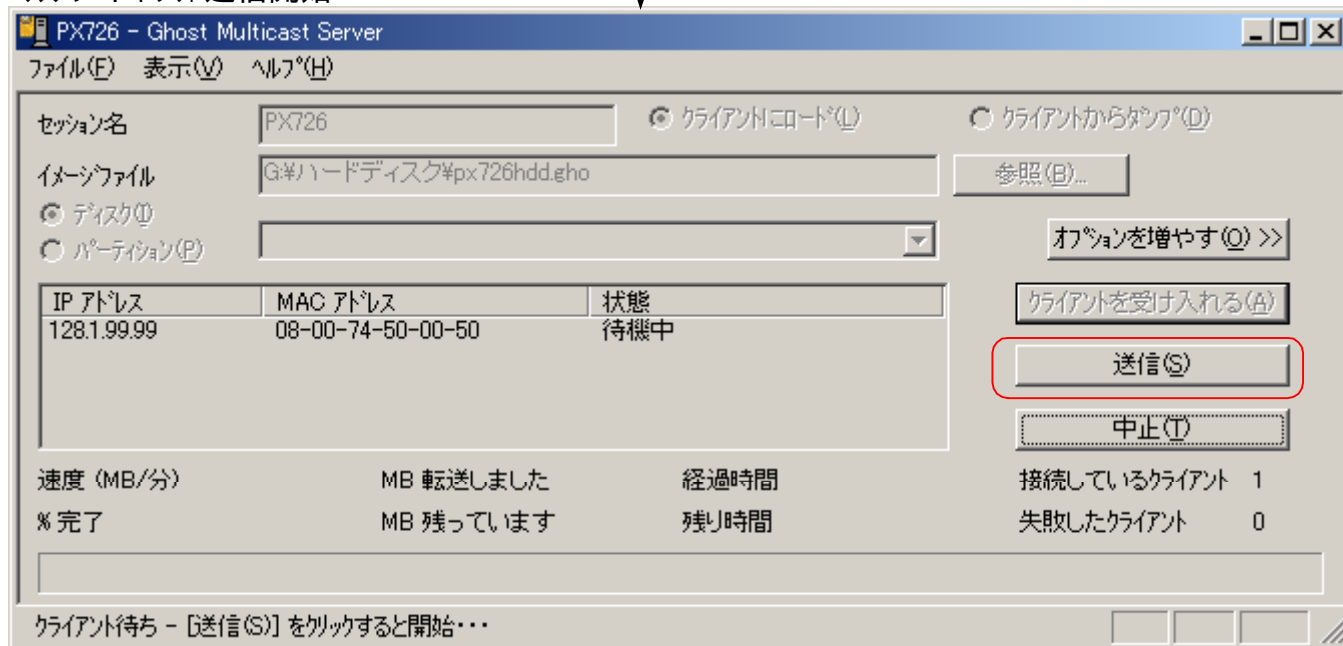 送信開始
PX726 - Ghost Multicast Server
ﾌｧｲﾙ(F) 表示(V) ﾍﾙﾌﾟ(H)
ｾｯｼｮﾝ名 PX726 ｸﾗｲｱﾝﾄにﾛｰﾄﾞ(L) ｸﾗｲｱﾝﾄからﾀﾞﾝﾌﾟ(D)
ｲﾒｰｼﾞﾌｧｲﾙ G:¥ハードディスク¥px726hdd.gho 参照(B)...
ﾃﾞｨｽｸ(I)
ﾊﾟｰﾃｨｼｮﾝ(P) ｵﾌﾟｼｮﾝを増やす(O) >>
IP ｱﾄﾞﾚｽ MAC ｱﾄﾞﾚｽ 状態 ｸﾗｲｱﾝﾄを受け入れる(A)
128.1.99.99 08-00-74-50-00-50 待機中
送信(S)
中止(T)
速度 (MB/分) MB 転送しました 経過時間 接続しているｸﾗｲｱﾝﾄ 1
% 完了 MB 残っています 残り時間 失敗したｸﾗｲｱﾝﾄ 0
ｸﾗｲｱﾝﾄ待ち - [送信(S)] をｸﾘｯｸすると開始･･･